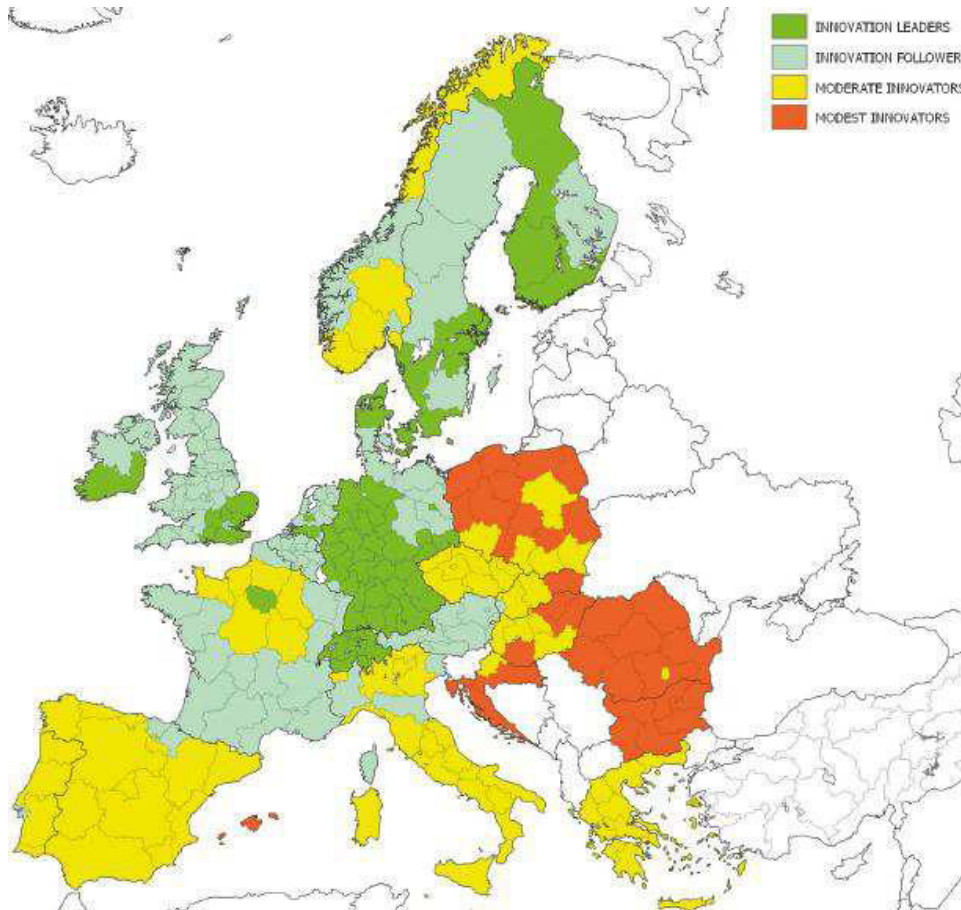 INNOVATION LEADERS
INNOVATION FOLLOWER
MODERATE INNOVATORS
MODEST INNOVATORS